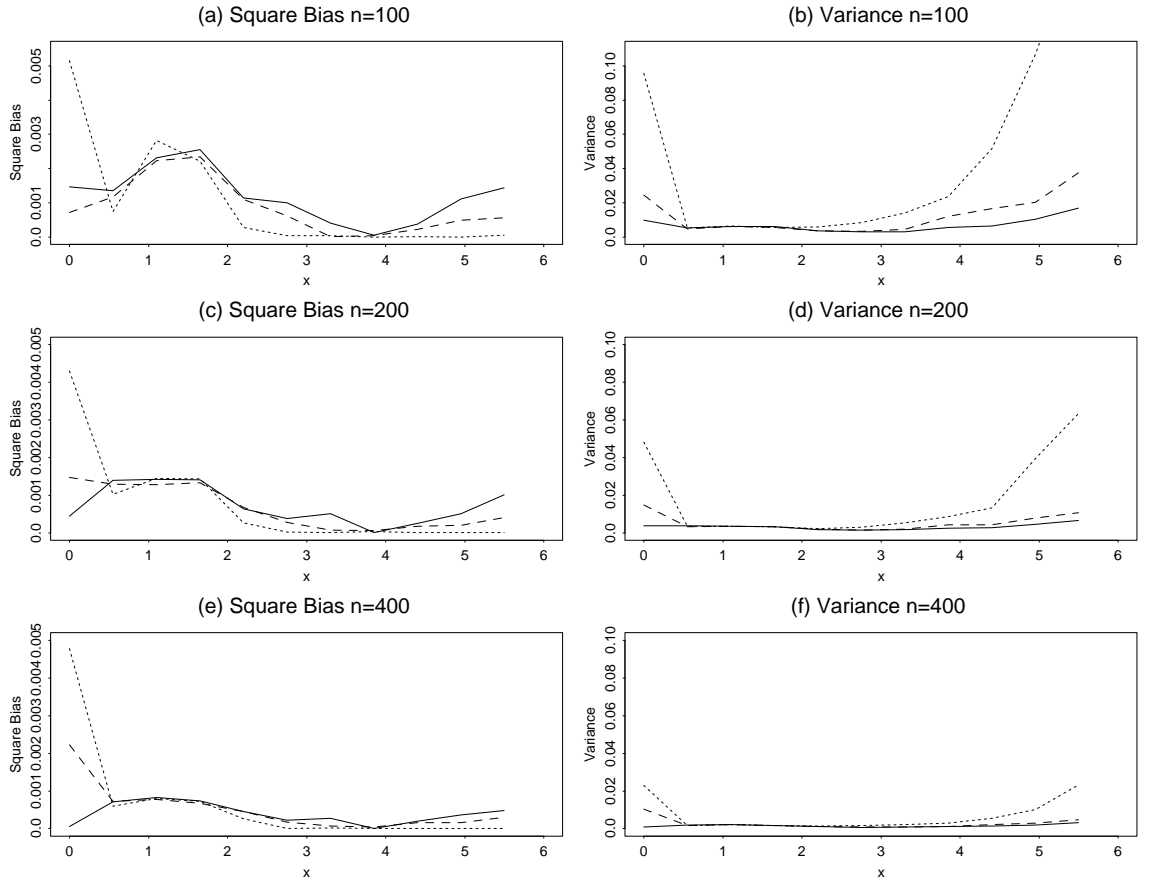 (a) Square Bias n=100
Square Bias
0.0 0.001 0.003 0.005
0 1 2 3 4 5 6
x
(b) Variance n=100
Variance
0.0 0.02 0.04 0.06 0.08 0.10
0 1 2 3 4 5 6
x
(c) Square Bias n=200
Square Bias
0.0 0.001 0.002 0.003 0.004 0.005
0 1 2 3 4 5 6
x
(d) Variance n=200
Variance
0.0 0.02 0.04 0.06 0.08 0.10
0 1 2 3 4 5 6
x
(e) Square Bias n=400
Square Bias
0.0 0.001 0.002 0.003 0.004 0.005
0 1 2 3 4 5 6
x
(f) Variance n=400
Variance
0.0 0.02 0.04 0.06 0.08 0.10
0 1 2 3 4 5 6
x